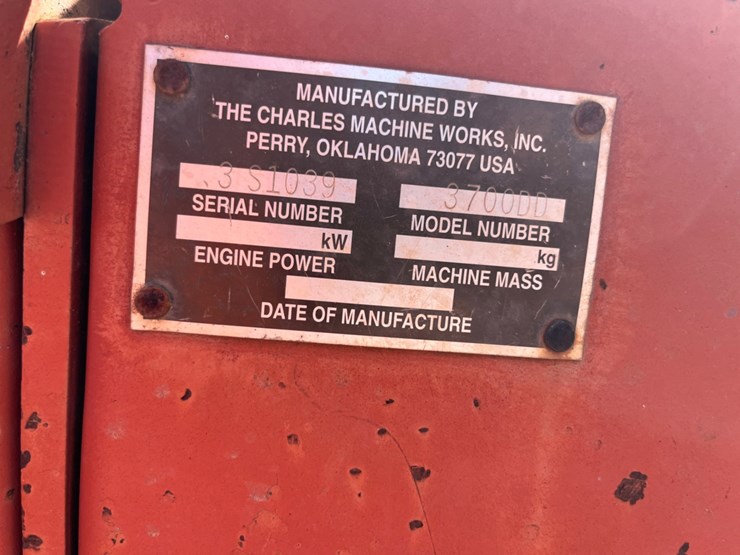 MANUFACTURED BY
THE CHARLES MACHINE WORKS, INC.
PERRY, OKLAHOMA 73077 USA
3S1039 3700DD
SERIAL NUMBER MODEL NUMBER
kW kg
ENGINE POWER MACHINE MASS
DATE OF MANUFACTURE